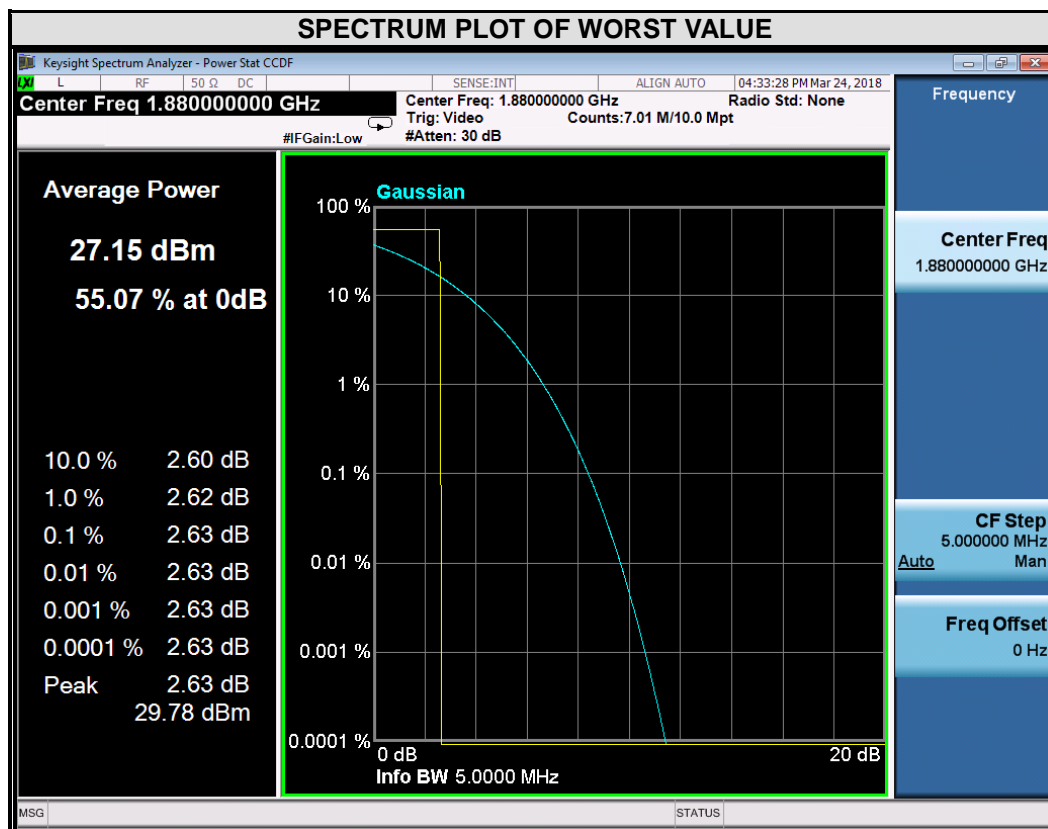 SPECTRUM PLOT OF WORST VALUE
Keysight Spectrum Analyzer - Power Stat CCDF
LXI L RF 50 Ω DC SENSE:INT ALIGN AUTO 04:33:28 PM Mar 24, 2018
Center Freq 1.880000000 GHz
Center Freq: 1.880000000 GHz Radio Std: None
Trig: Video Counts:7.01 M/10.0 Mpt
#IFGain:Low #Atten: 30 dB
Average Power
27.15 dBm
55.07 % at 0dB
10.0 % 2.60 dB
1.0 % 2.62 dB
0.1 % 2.63 dB
0.01 % 2.63 dB
0.001 % 2.63 dB
0.0001 % 2.63 dB
Peak 2.63 dB
29.78 dBm
Gaussian
100 %
10 %
1 %
0.1 %
0.01 %
0.001 %
0.0001 %
0 dB 20 dB
Info BW 5.0000 MHz
Frequency
Center Freq
1.880000000 GHz
CF Step
5.000000 MHz
Auto Man
Freq Offset
0 Hz
MSG STATUS